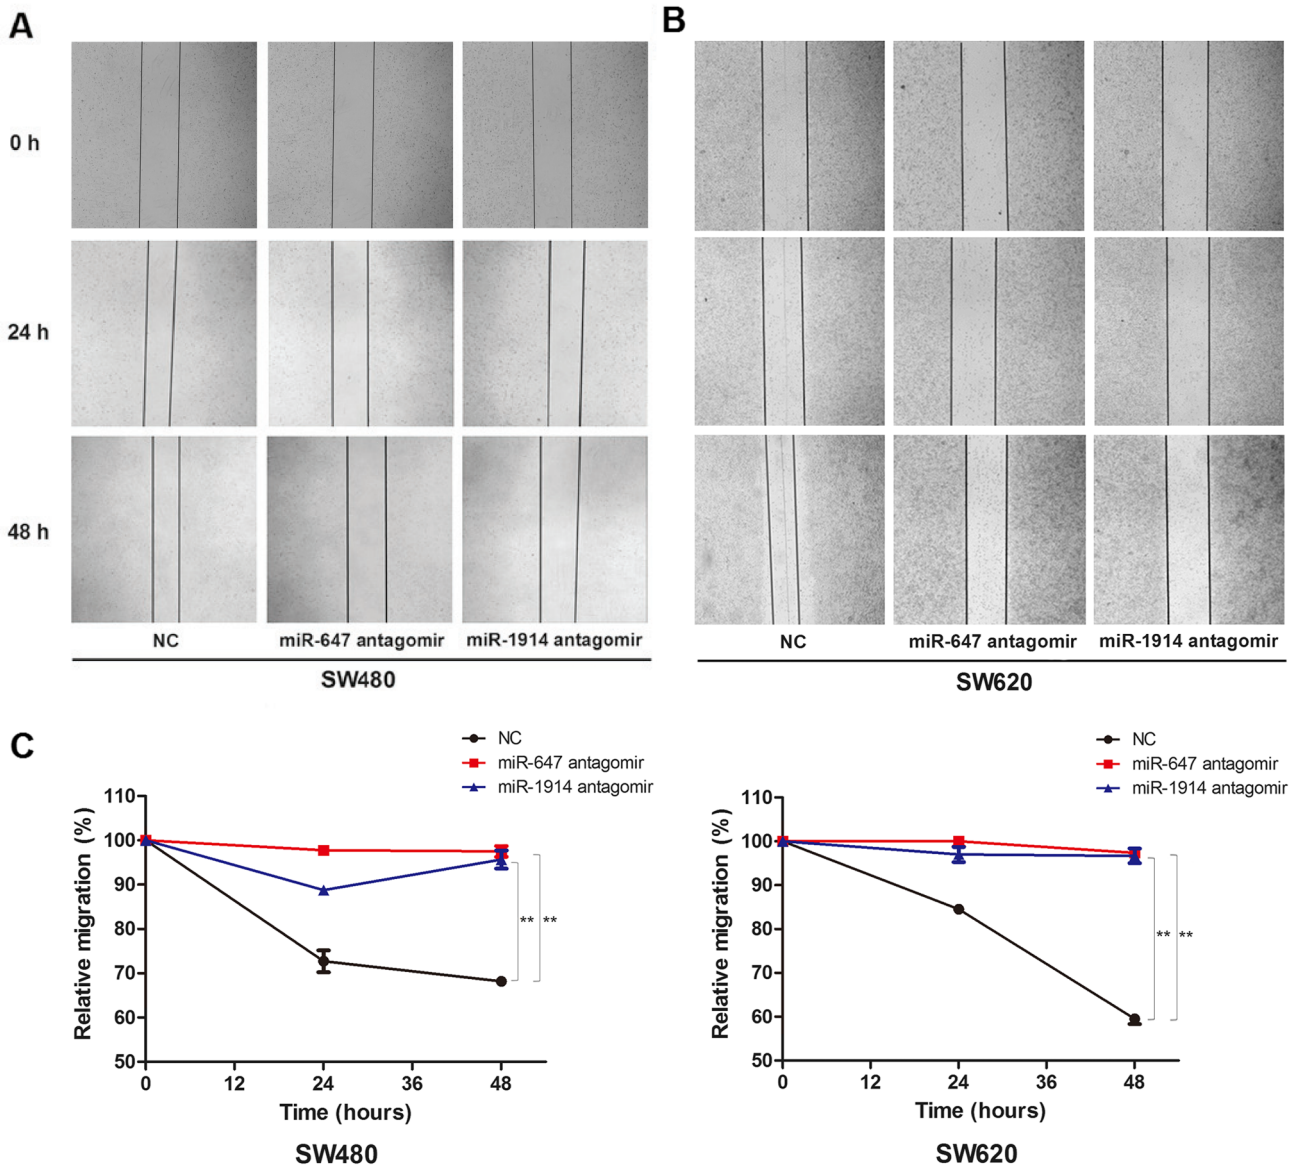 A
B
0 h
24 h
48 h
NC
miR-647 antagomir
miR-1914 antagomir
SW480
NC
miR-647 antagomir
miR-1914 antagomir
SW620
C
NC
miR-647 antagomir
miR-1914 antagomir
110
100
90
80
70
60
50
Relative migration (%)
** **
0 12 24 36 48
Time (hours)
SW480
NC
miR-647 antagomir
miR-1914 antagomir
110
100
90
80
70
60
50
Relative migration (%)
** **
0 12 24 36 48
Time (hours)
SW620